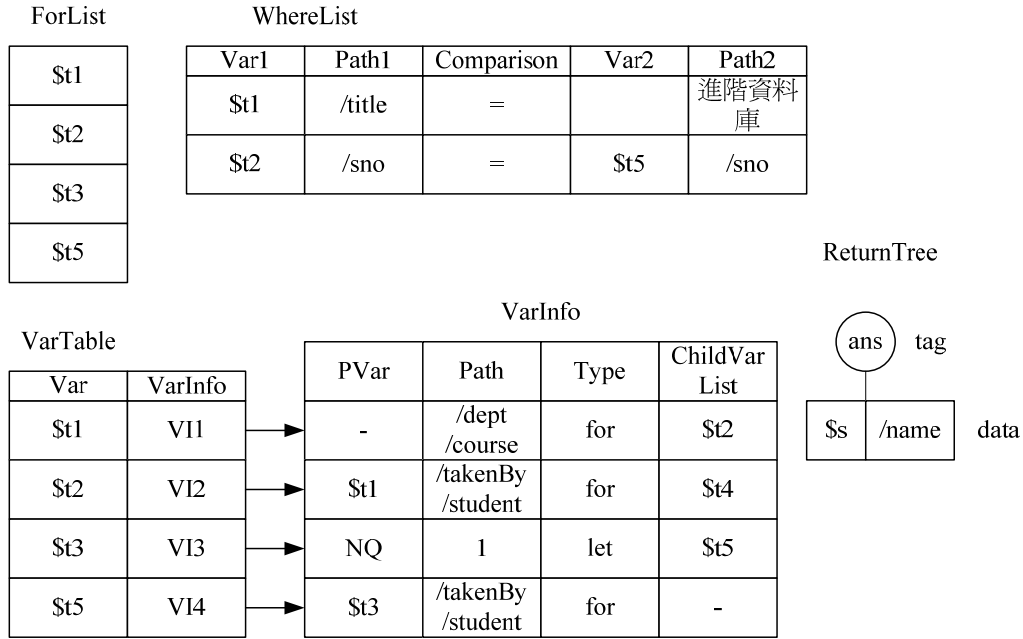 ForList
$t1
$t2
$t3
$t5
WhereList
Var1 Path1 Comparison Var2 Path2
$t1 /title = 進階資料
庫
$t2 /sno = $t5 /sno
ReturnTree
ans tag
$s /name data
VarTable
Var VarInfo
$t1 VI1
$t2 VI2
$t3 VI3
$t5 VI4
VarInfo
PVar Path Type ChildVar
List
- /dept
/course for $t2
$t1 /takenBy
/student for $t4
NQ 1 let $t5
$t3 /takenBy
/student for -